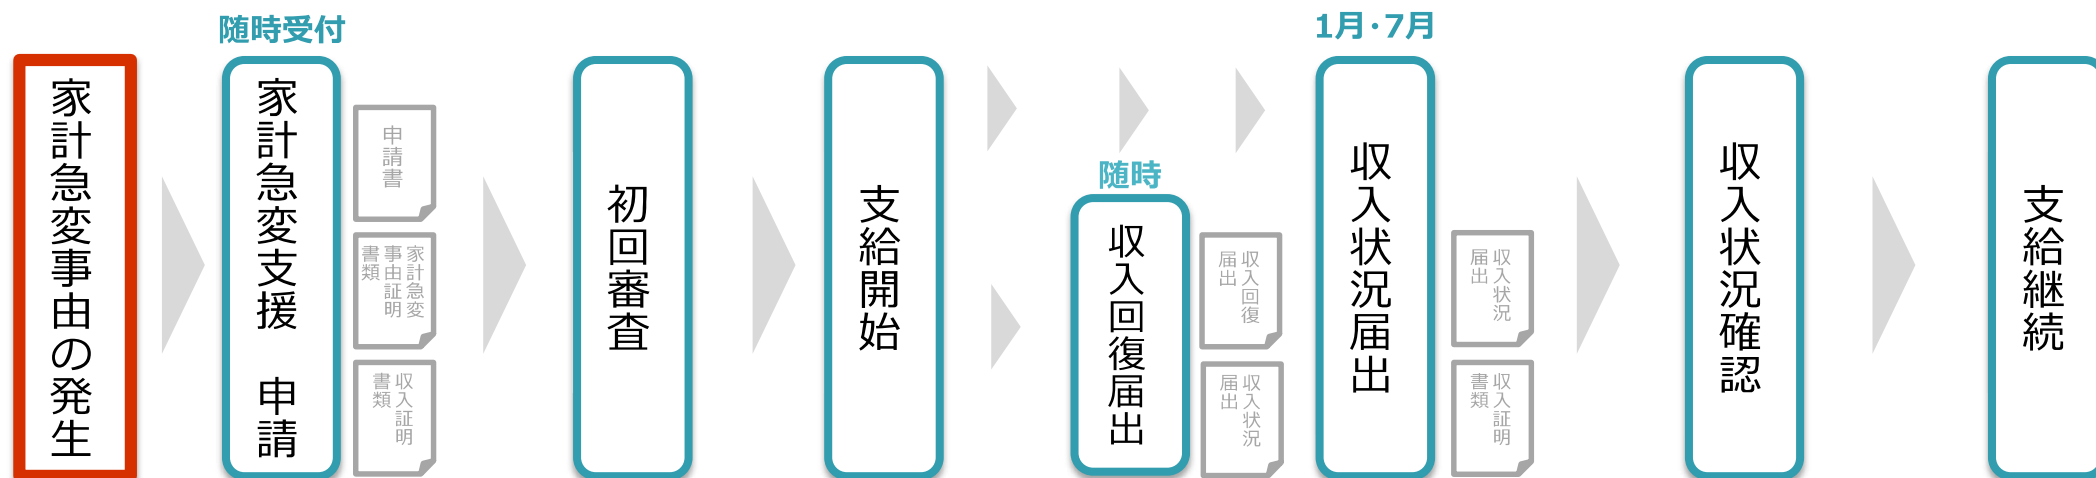 家計急変事由の発生
随時受付
家計急変支援　申請
申請書
家計急変
事由証明
書類
収入証明
書類
初回審査
支給開始
随時
収入回復届出
収入回復
届出
収入状況
届出
1月・7月
収入状況届出
収入状況
届出
収入証明
書類
収入状況確認
支給継続